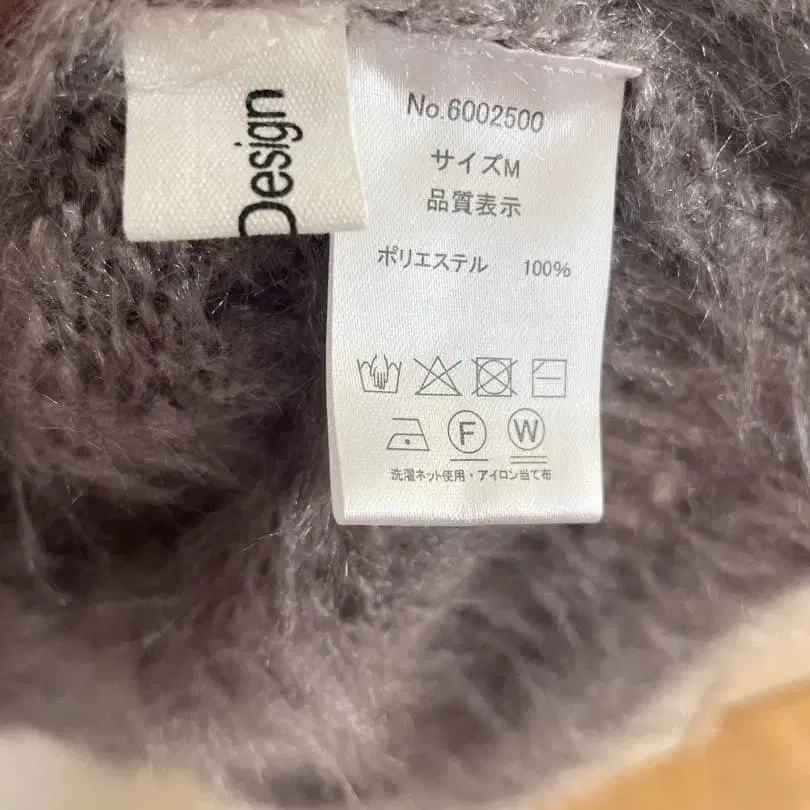 Design
No.6002500
サイズM
品質表示
ポリエステル 100%
F W
洗濯ネット使用・アイロン当て布